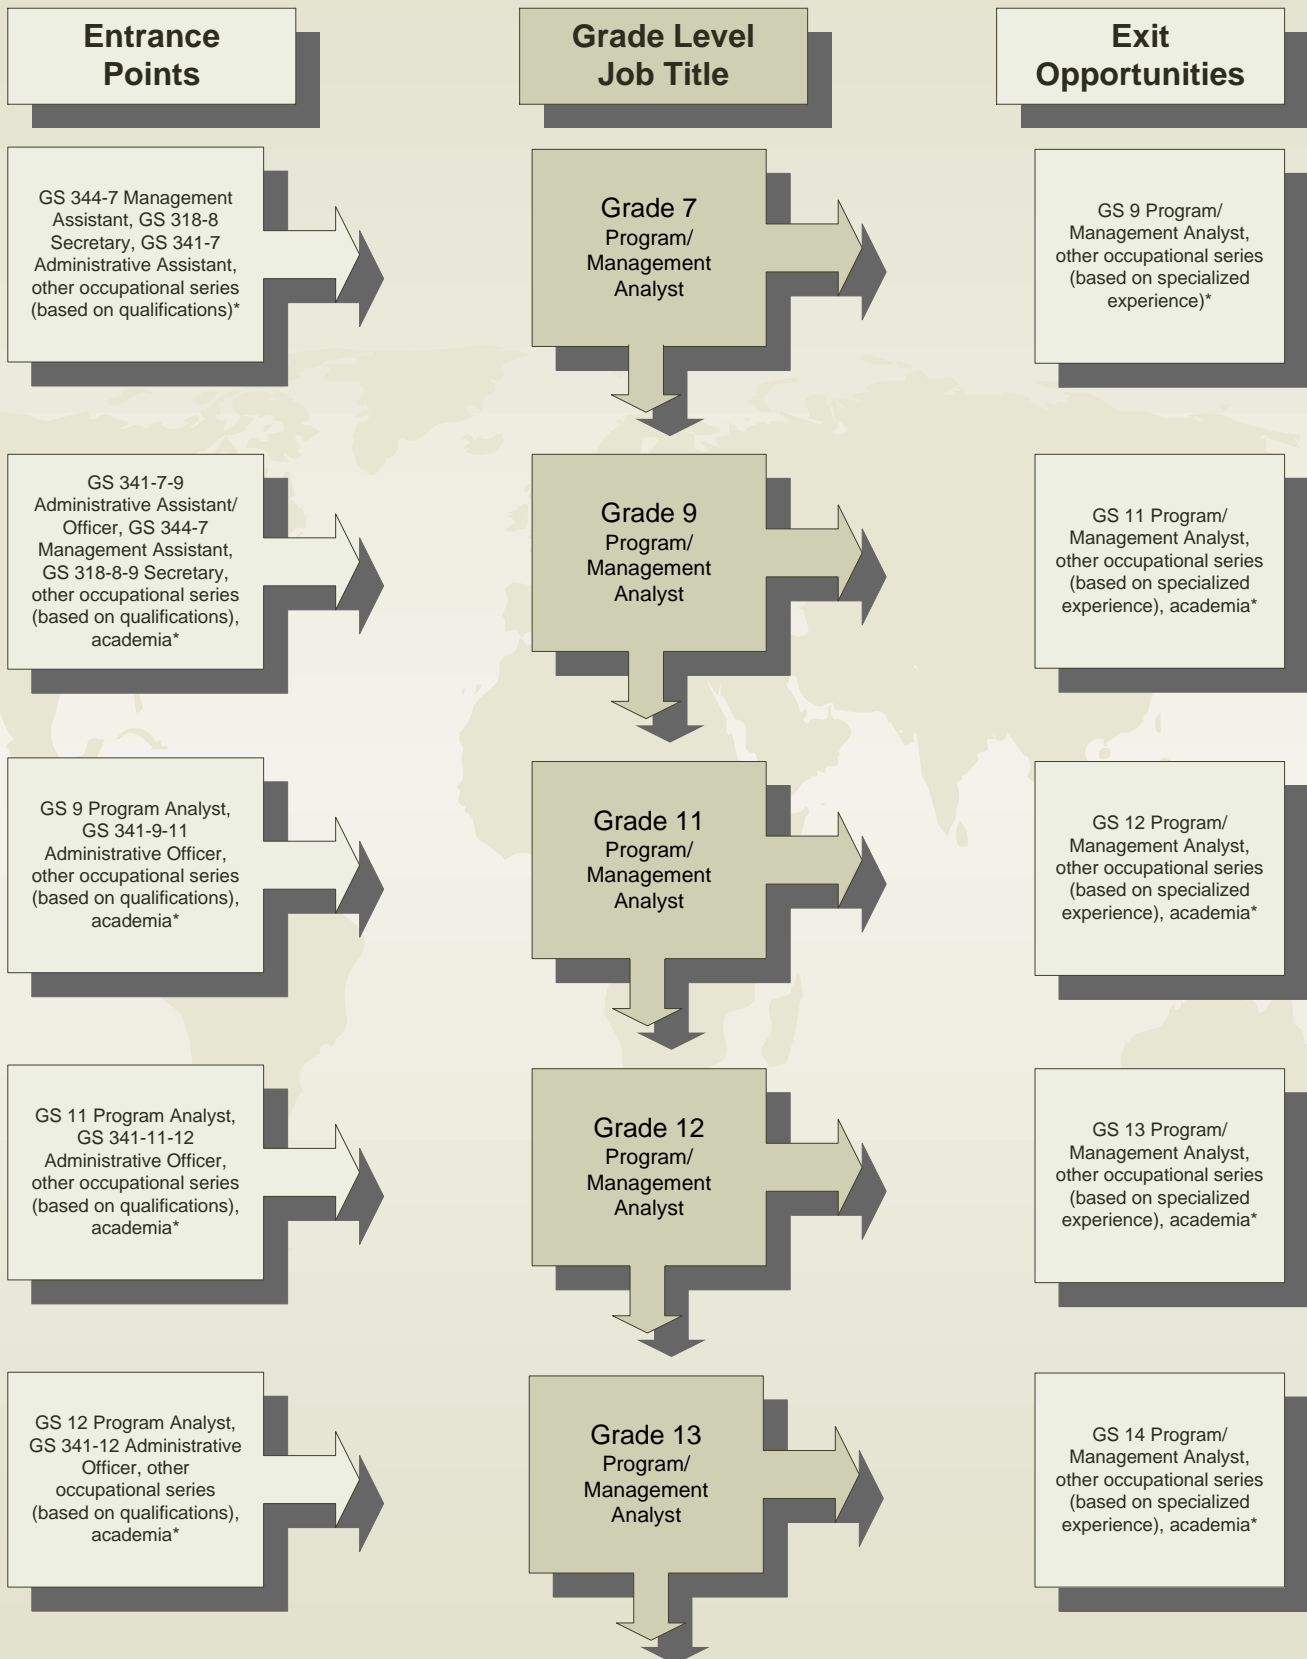 Entrance
Points
Grade Level
Job Title
Exit
Opportunities
GS 344-7 Management
Assistant, GS 318-8
Secretary, GS 341-7
Administrative Assistant,
other occupational series
(based on qualifications)*
Grade 7
Program/
Management
Analyst
GS 9 Program/
Management Analyst,
other occupational series
(based on specialized
experience)*
GS 341-7-9
Administrative Assistant/
Officer, GS 344-7
Management Assistant,
GS 318-8-9 Secretary,
other occupational series
(based on qualifications),
academia*
Grade 9
Program/
Management
Analyst
GS 11 Program/
Management Analyst,
other occupational series
(based on specialized
experience), academia*
GS 9 Program Analyst,
GS 341-9-11
Administrative Officer,
other occupational series
(based on qualifications),
academia*
Grade 11
Program/
Management
Analyst
GS 12 Program/
Management Analyst,
other occupational series
(based on specialized
experience), academia*
GS 11 Program Analyst,
GS 341-11-12
Administrative Officer,
other occupational series
(based on qualifications),
academia*
Grade 12
Program/
Management
Analyst
GS 13 Program/
Management Analyst,
other occupational series
(based on specialized
experience), academia*
GS 12 Program Analyst,
GS 341-12 Administrative
Officer, other
occupational series
(based on qualifications),
academia*
Grade 13
Program/
Management
Analyst
GS 14 Program/
Management Analyst,
other occupational series
(based on specialized
experience), academia*